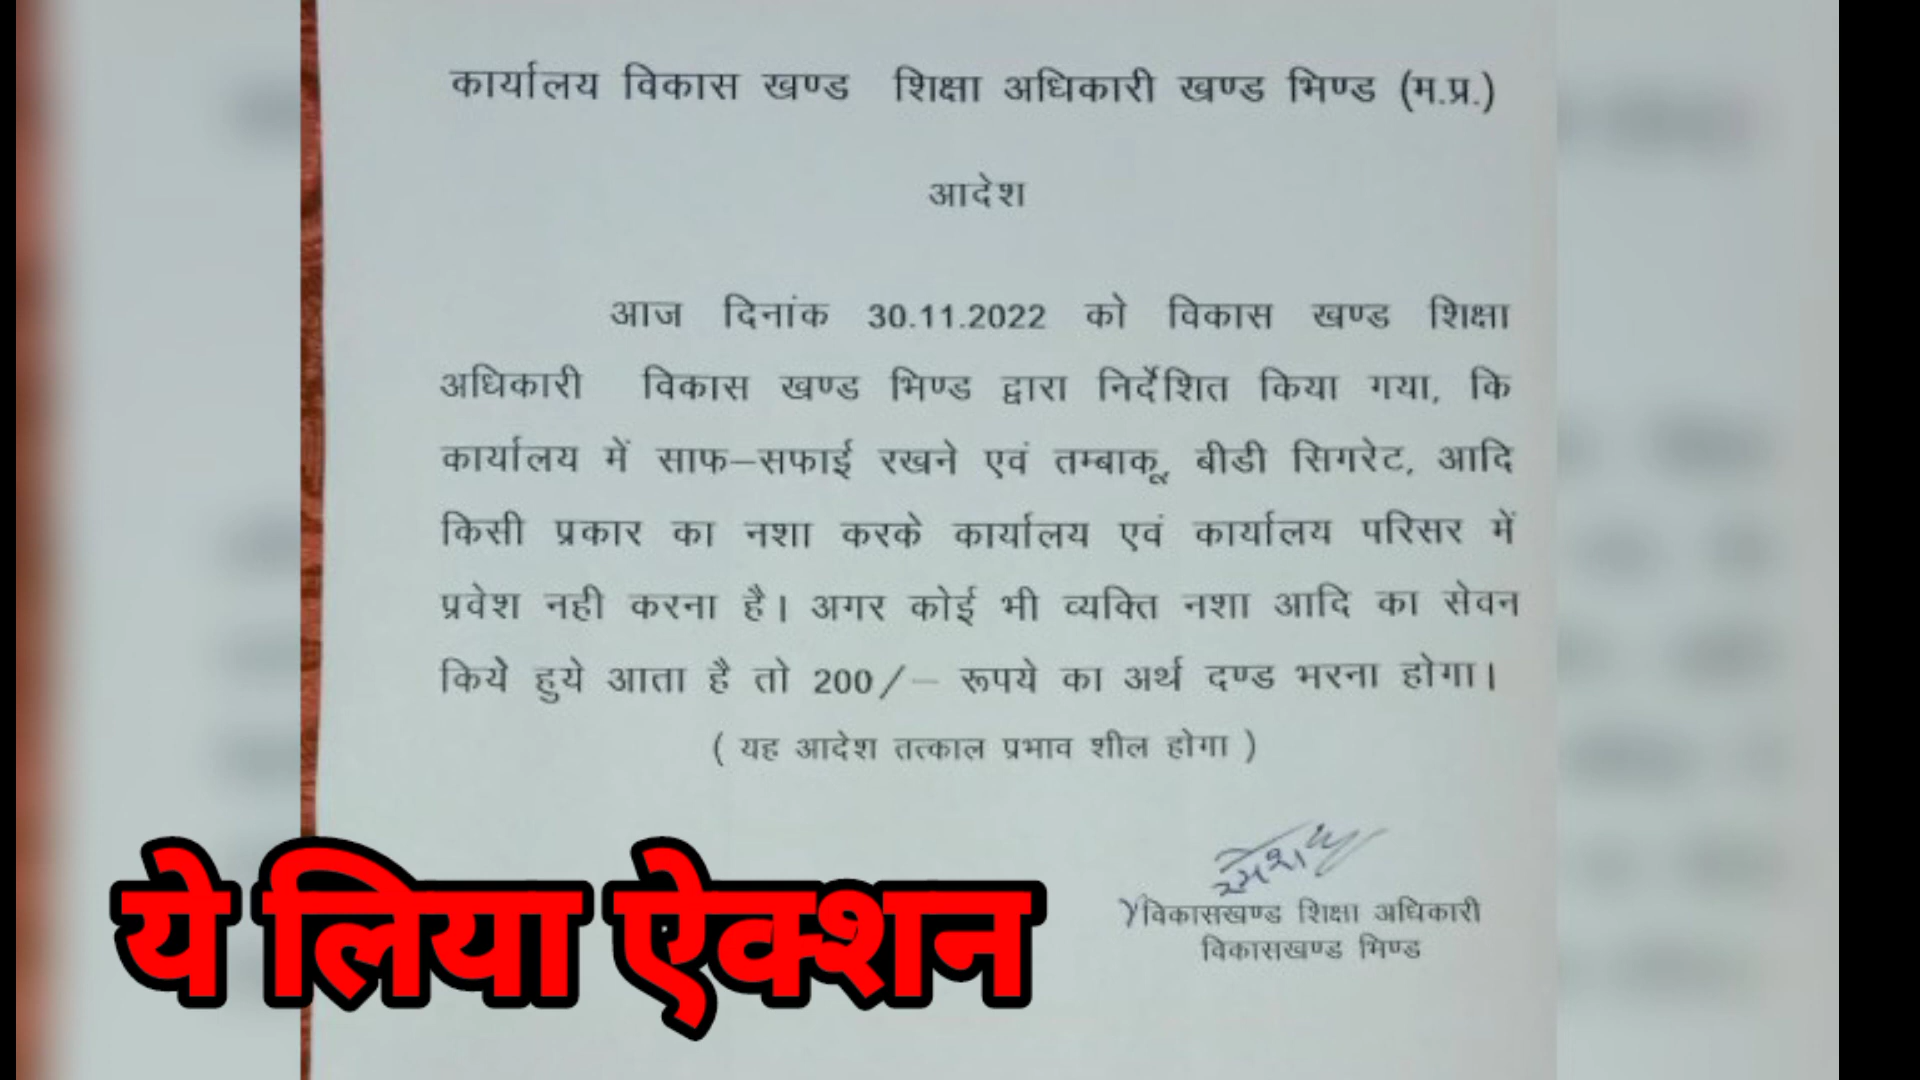 कार्यालय विकास खण्ड शिक्षा अधिकारी खण्ड भिण्ड (म.प्र.)
आदेश
आज दिनांक 30.11.2022 को विकास खण्ड शिक्षा
अधिकारी विकास खण्ड भिण्ड द्वारा निर्देशित किया गया, कि
कार्यालय में साफ–सफाई रखने एवं तम्बाकू, बीडी सिगरेट, आदि
किसी प्रकार का नशा करके कार्यालय एवं कार्यालय परिसर में
प्रवेश नही करना है। अगर कोई भी व्यक्ति नशा आदि का सेवन
किये हुये आता है तो 200/– रूपये का अर्थ दण्ड भरना होगा।
( यह आदेश तत्काल प्रभाव शील होगा )
विकासखण्ड शिक्षा अधिकारी
विकासखण्ड भिण्ड
ये लिया ऐक्शन